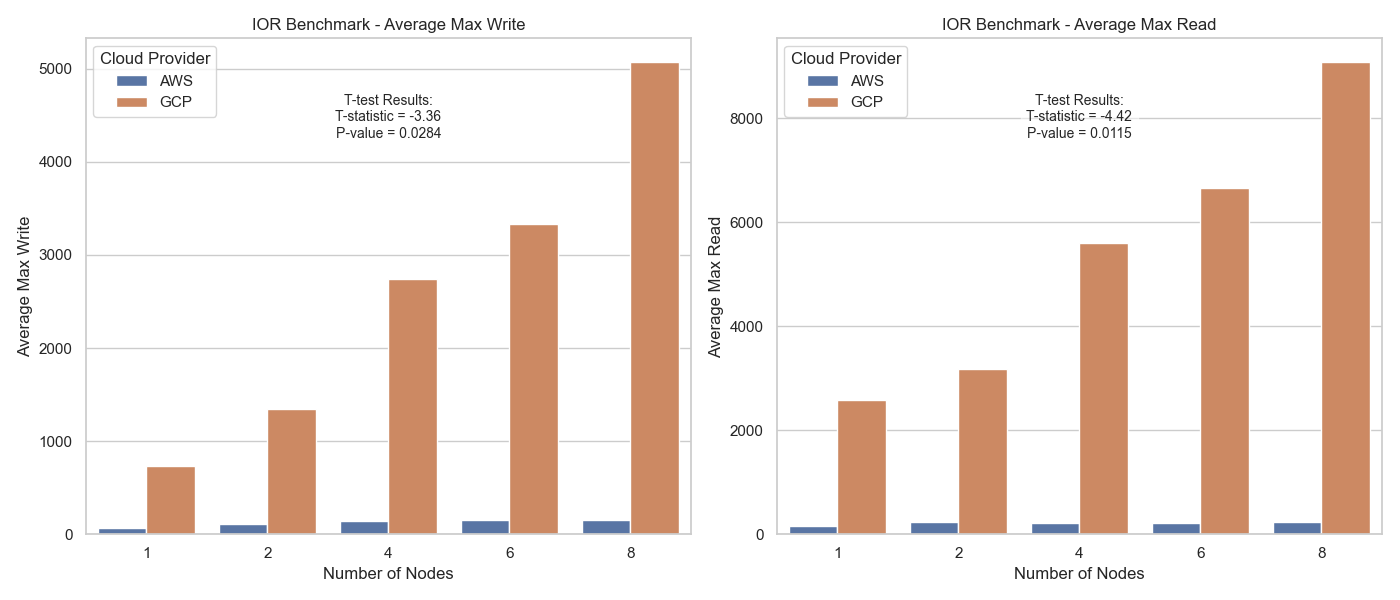 IOR Benchmark - Average Max Write
Cloud Provider
AWS
GCP
T-test Results:
T-statistic = -3.36
P-value = 0.0284
5000
4000
3000
2000
1000
0
Average Max Write
1 2 4 6 8
Number of Nodes
IOR Benchmark - Average Max Read
Cloud Provider
AWS
GCP
T-test Results:
T-statistic = -4.42
P-value = 0.0115
8000
6000
4000
2000
0
Average Max Read
1 2 4 6 8
Number of Nodes